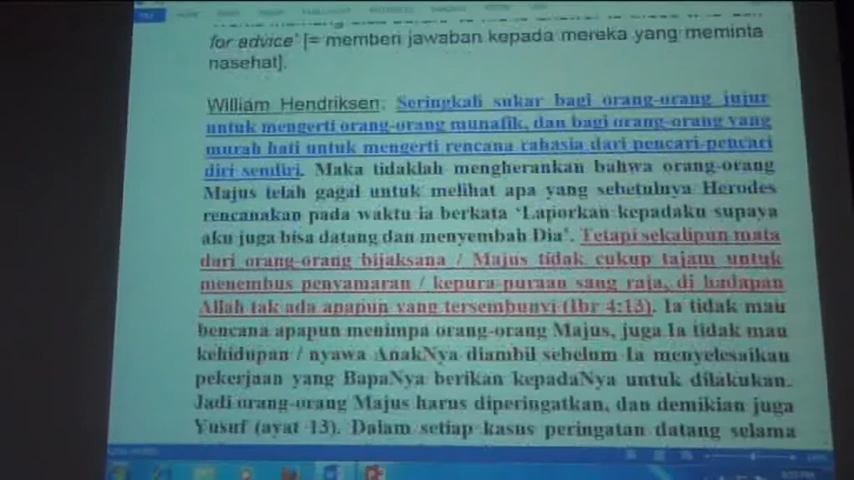 for advice' [= memberi jawaban kepada mereka yang meminta
nasehat].
William Hendriksen: Seringkali sukar bagi orang-orang jujur
untuk mengerti orang-orang munafik, dan bagi orang-orang yang
murah hati untuk mengerti rencana rahasia dari pencari-pencari
diri sendiri. Maka tidaklah mengherankan bahwa orang-orang
Majus telah gagal untuk melihat apa yang sebetulnya Herodes
rencanakan pada waktu ia berkata 'Laporkan kepadaku supaya
aku juga bisa datang dan menyembah Dia'. Tetapi sekalipun mata
dari orang-orang bijaksana / Majus tidak cukup tajam untuk
menembus penyamaran / kepura-puraan sang raja, di hadapan
Allah tak ada apapun yang tersembunyi (Ibr 4:13). Ia tidak mau
bencana apapun menimpa orang-orang Majus, juga Ia tidak mau
kehidupan / nyawa AnakNya diambil sebelum Ia menyelesaikan
pekerjaan yang BapaNya berikan kepadaNya untuk dilakukan.
Jadi orang-orang Majus harus diperingatkan, dan demikian juga
Yusuf (ayat 13). Dalam setiap kasus peringatan datang selama